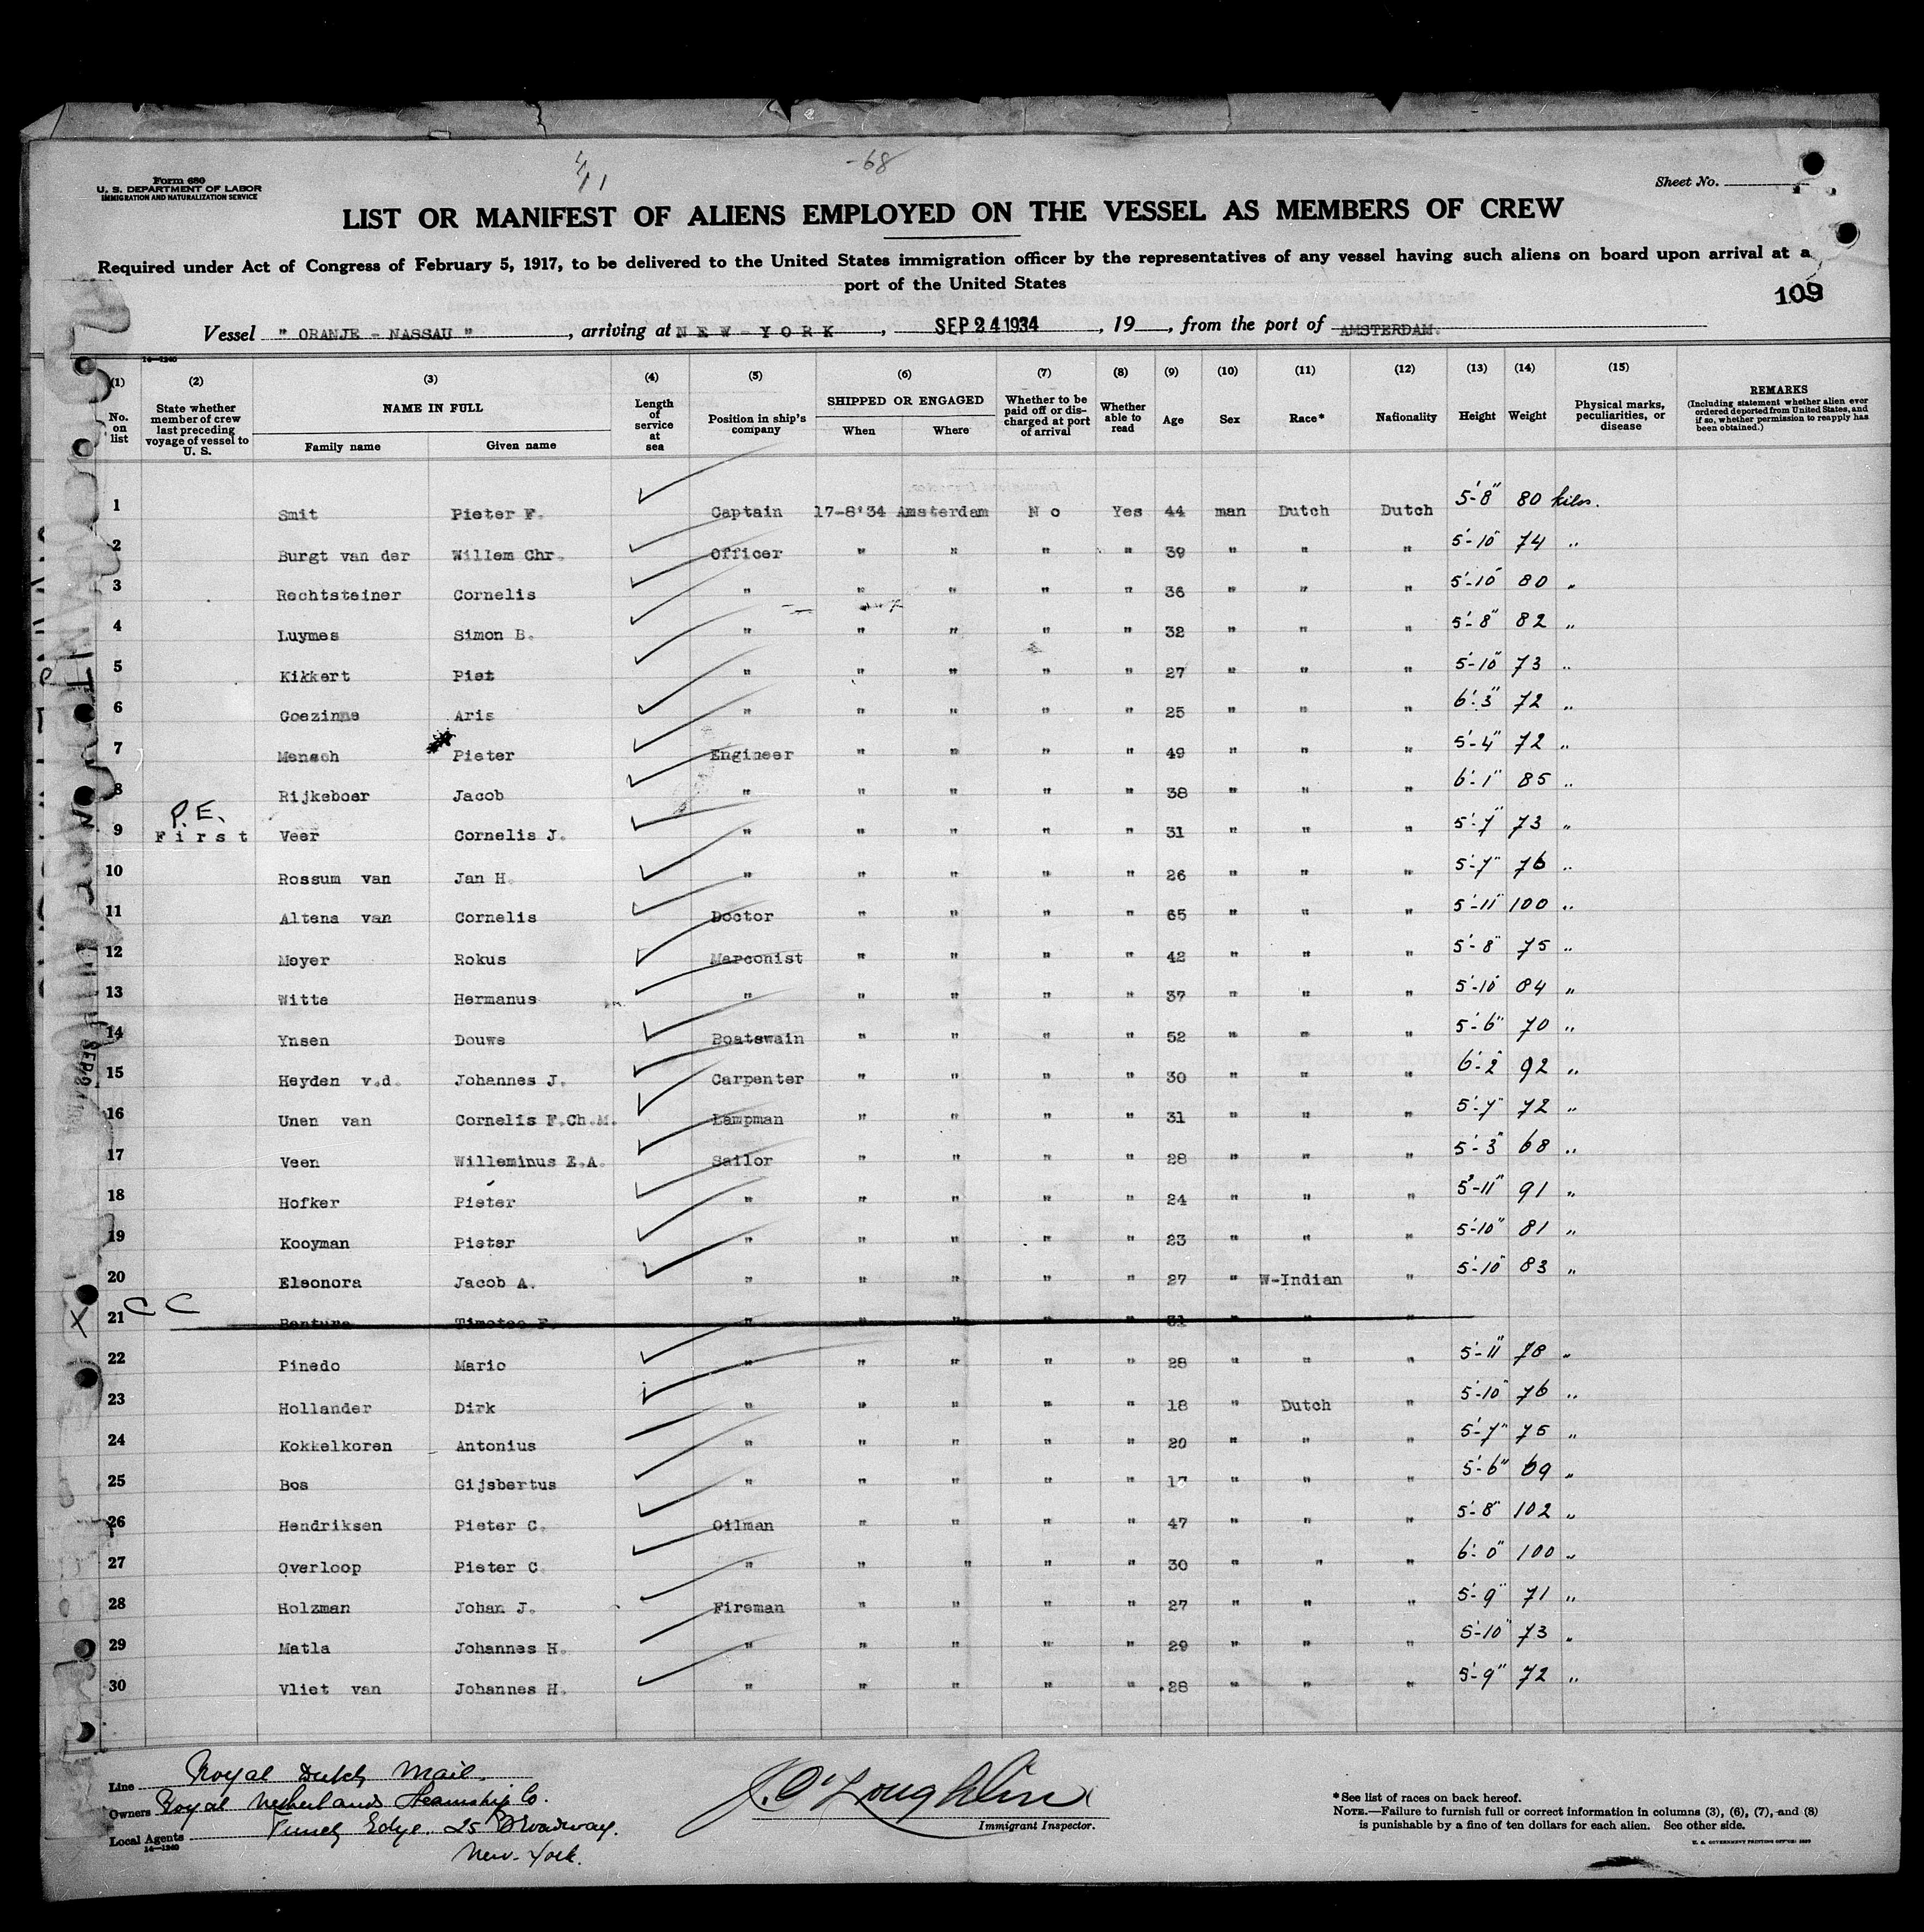 41
-68
Form 680
U. S. DEPARTMENT OF LABOR
IMMIGRATION AND NATURALIZATION SERVICE
Sheet No.
LIST OR MANIFEST OF ALIENS EMPLOYED ON THE VESSEL AS MEMBERS OF CREW
Required under Act of Congress of February 5, 1917, to be delivered to the United States immigration officer by the representatives of any vessel having such aliens on board upon arrival at a
port of the United States
109
Vessel " ORANJE - NASSAU ", arriving at NEW-YORK, SEP 24 1934, 19, from the port of AMSTERDAM.
14—1240
(1) (2) (3) (4) (5) (6) (7) (8) (9) (10) (11) (12) (13) (14) (15)
No. on list
State whether member of crew last preceding voyage of vessel to U. S.
NAME IN FULL
Family name Given name
Length of service at sea
Position in ship's company
SHIPPED OR ENGAGED
When Where
Whether to be paid off or discharged at port of arrival
Whether able to read
Age Sex Race* Nationality Height Weight
Physical marks, peculiarities, or disease
REMARKS
(Including statement whether alien ever ordered deported from United States, and if so, whether permission to reapply has been obtained.)
1 Smit Pieter F. Captain 17-8'34 Amsterdam No Yes 44 man Dutch Dutch 5'-8" 80 kilos.
2 Burgt van der Willem Chr. Officer " " " " 39 " " " 5'-10" 74 "
3 Rechtsteiner Cornelis " " " " " 36 " " " 5'-10" 80 "
4 Luymes Simon B. " " " " " 32 " " " 5'-8" 82 "
5 Kikkert Piet " " " " " 27 " " " 5'-10" 73 "
6 Goezinne Aris " " " " " 25 " " " 6'-3" 72 "
7 Mensch Pieter Engineer " " " " 49 " " " 5'-4" 72 "
8 Rijkeboer Jacob " " " " " 38 " " " 6'-1" 85 "
P.E.
9 First Veer Cornelis J. " " " " " 31 " " " 5'-7" 73 "
10 Rossum van Jan H. " " " " " 26 " " " 5'-7" 76 "
11 Altena van Cornelis Doctor " " " " 65 " " " 5'-11" 100 "
12 Meyer Rokus Marconist " " " " 42 " " " 5'-8" 75 "
13 Witte Hermanus " " " " " 37 " " " 5'-10" 84 "
14 Ynsen Douwe Boatswain " " " " 52 " " " 5'-6" 70 "
15 Heyden v.d. Johannes J. Carpenter " " " " 30 " " " 6'-2" 92 "
16 Unen van Cornelis F.Ch.M. Lampman " " " " 31 " " " 5'-7" 72 "
17 Veen Willeminus E.A. Sailor " " " " 28 " " " 5'-3" 68 "
18 Hofker Pieter " " " " " 24 " " " 5'-11" 91 "
19 Kooyman Pieter " " " " " 23 " " " 5'-10" 81 "
20 Eleonora Jacob A. " " " " " 27 " W-Indian " 5'-10" 83 "
CC
21 Bentura Timoteo F. " " " " " 31 " " "
22 Pinedo Mario " " " " " 28 " " " 5'-11" 78 "
23 Hollander Dirk " " " " " 18 " Dutch " 5'-10" 76 "
24 Kokkelkoren Antonius " " " " " 20 " " " 5'-7" 75 "
25 Bos Gijsbertus " " " " " 17 " " " 5'-6" 69 "
26 Hendriksen Pieter C. Oilman " " " " 47 " " " 5'-8" 102 "
27 Overloop Pieter C. " " " " " 30 " " " 6'-0" 100 "
28 Holzman Johan J. Fireman " " " " 27 " " " 5'-9" 71 "
29 Matla Johannes H. " " " " " 29 " " " 5-10" 73 "
30 Vliet van Johannes H. " " " " " 28 " " " 5'-9" 72 "
Line Royal Dutch Mail.
Owners Royal Netherlands Steamship Co.
Local Agents Funch Edye. 25 Broadway.
New-York.
14—1240
J. O'Loughlin
Immigrant Inspector.
*See list of races on back hereof.
NOTE.—Failure to furnish full or correct information in columns (3), (6), (7), and (8)
is punishable by a fine of ten dollars for each alien. See other side.
U. S. GOVERNMENT PRINTING OFFICE: 1933